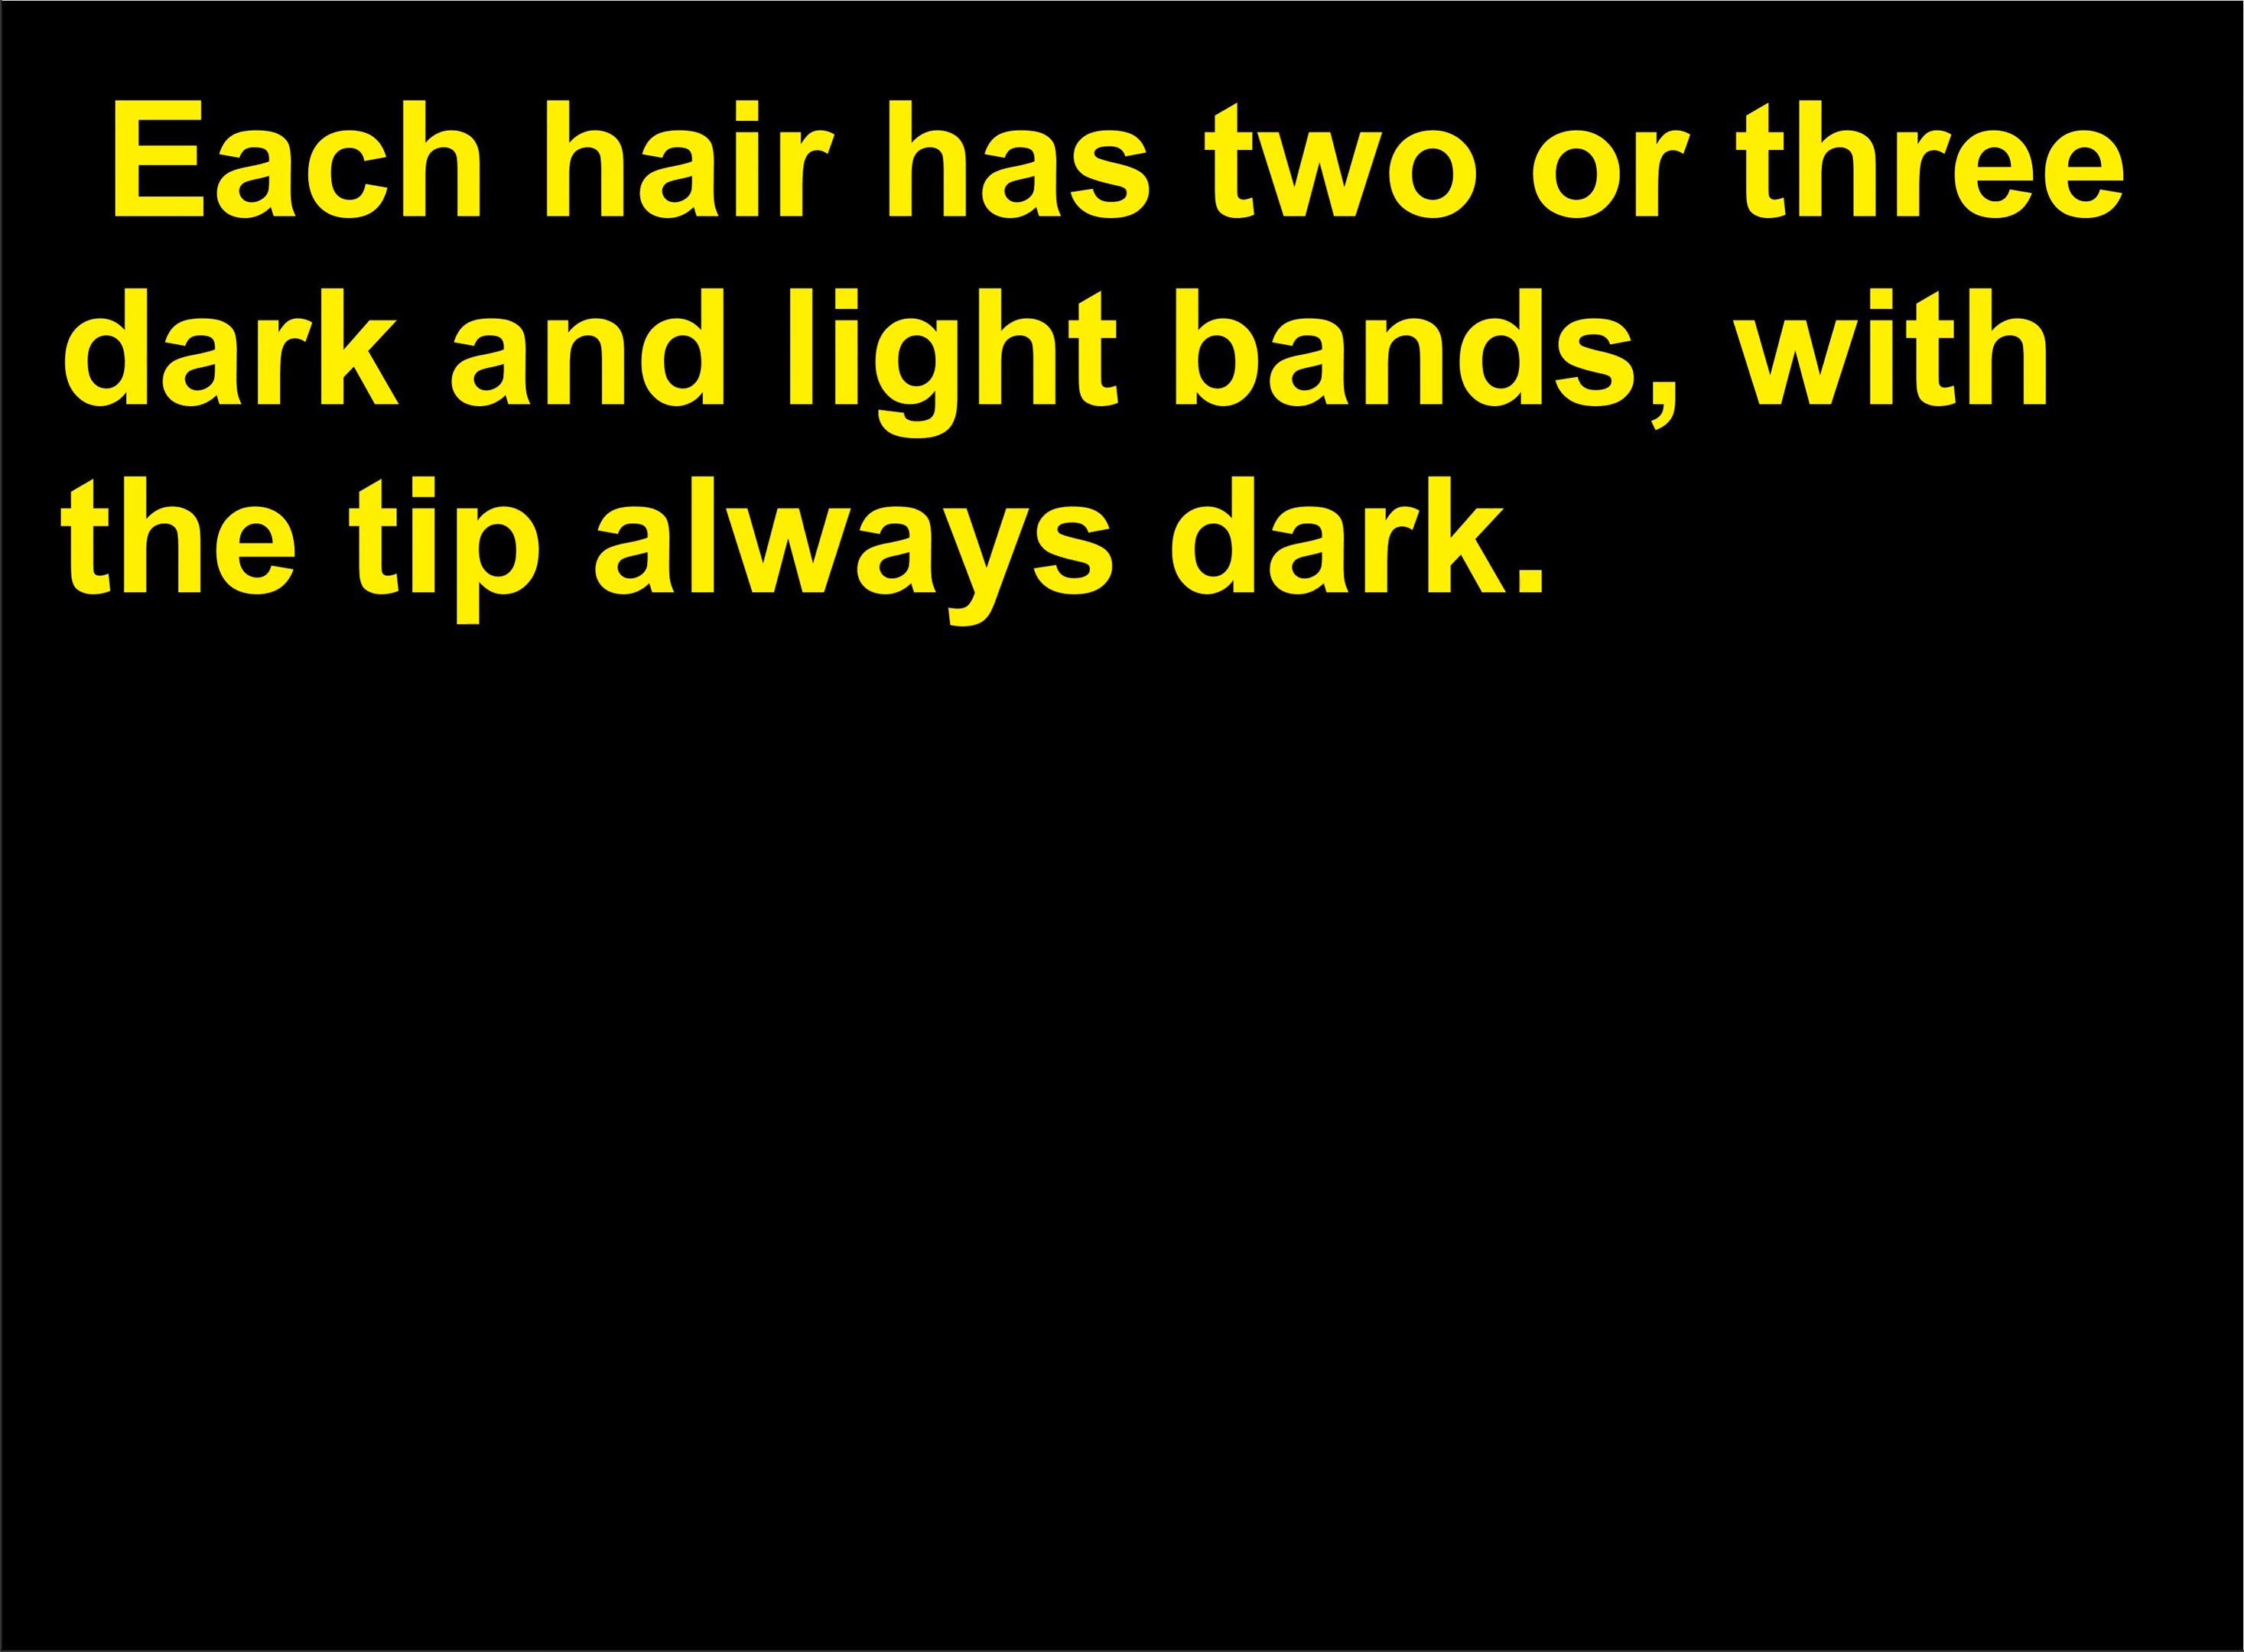 Each hair has two or three
dark and light bands, with
the tip always dark.